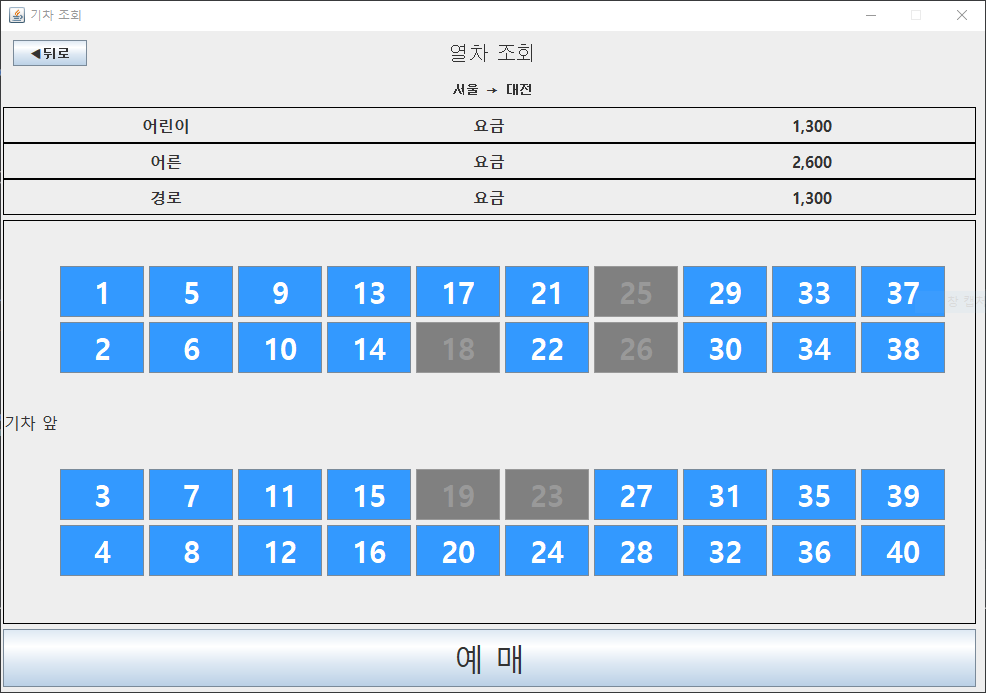 기차 조회
◀뒤로
열차 조회
서울 → 대전
어린이 요금 1,300
어른 요금 2,600
경로 요금 1,300
1 5 9 13 17 21 25 29 33 37
2 6 10 14 18 22 26 30 34 38
기차 앞
3 7 11 15 19 23 27 31 35 39
4 8 12 16 20 24 28 32 36 40
예 매